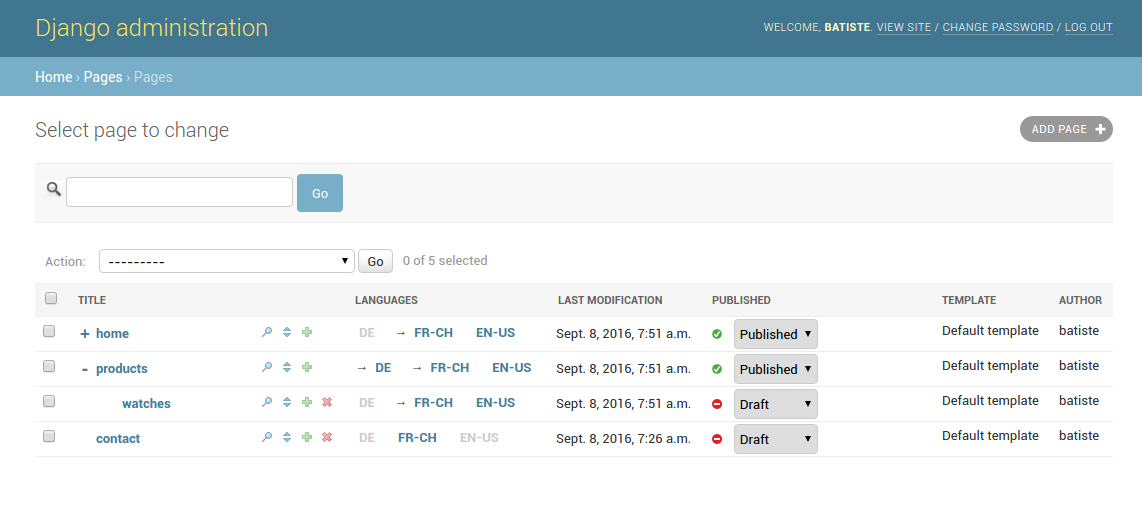 Django administration
WELCOME, BATISTE. VIEW SITE / CHANGE PASSWORD / LOG OUT
Home › Pages › Pages
Select page to change
ADD PAGE +
Go
Action: --------- Go 0 of 5 selected
TITLE LANGUAGES LAST MODIFICATION PUBLISHED TEMPLATE AUTHOR
+ home DE → FR-CH EN-US Sept. 8, 2016, 7:51 a.m. Published Default template batiste
- products → DE → FR-CH EN-US Sept. 8, 2016, 7:51 a.m. Published Default template batiste
watches DE → FR-CH EN-US Sept. 8, 2016, 7:51 a.m. Draft Default template batiste
contact DE FR-CH EN-US Sept. 8, 2016, 7:26 a.m. Draft Default template batiste